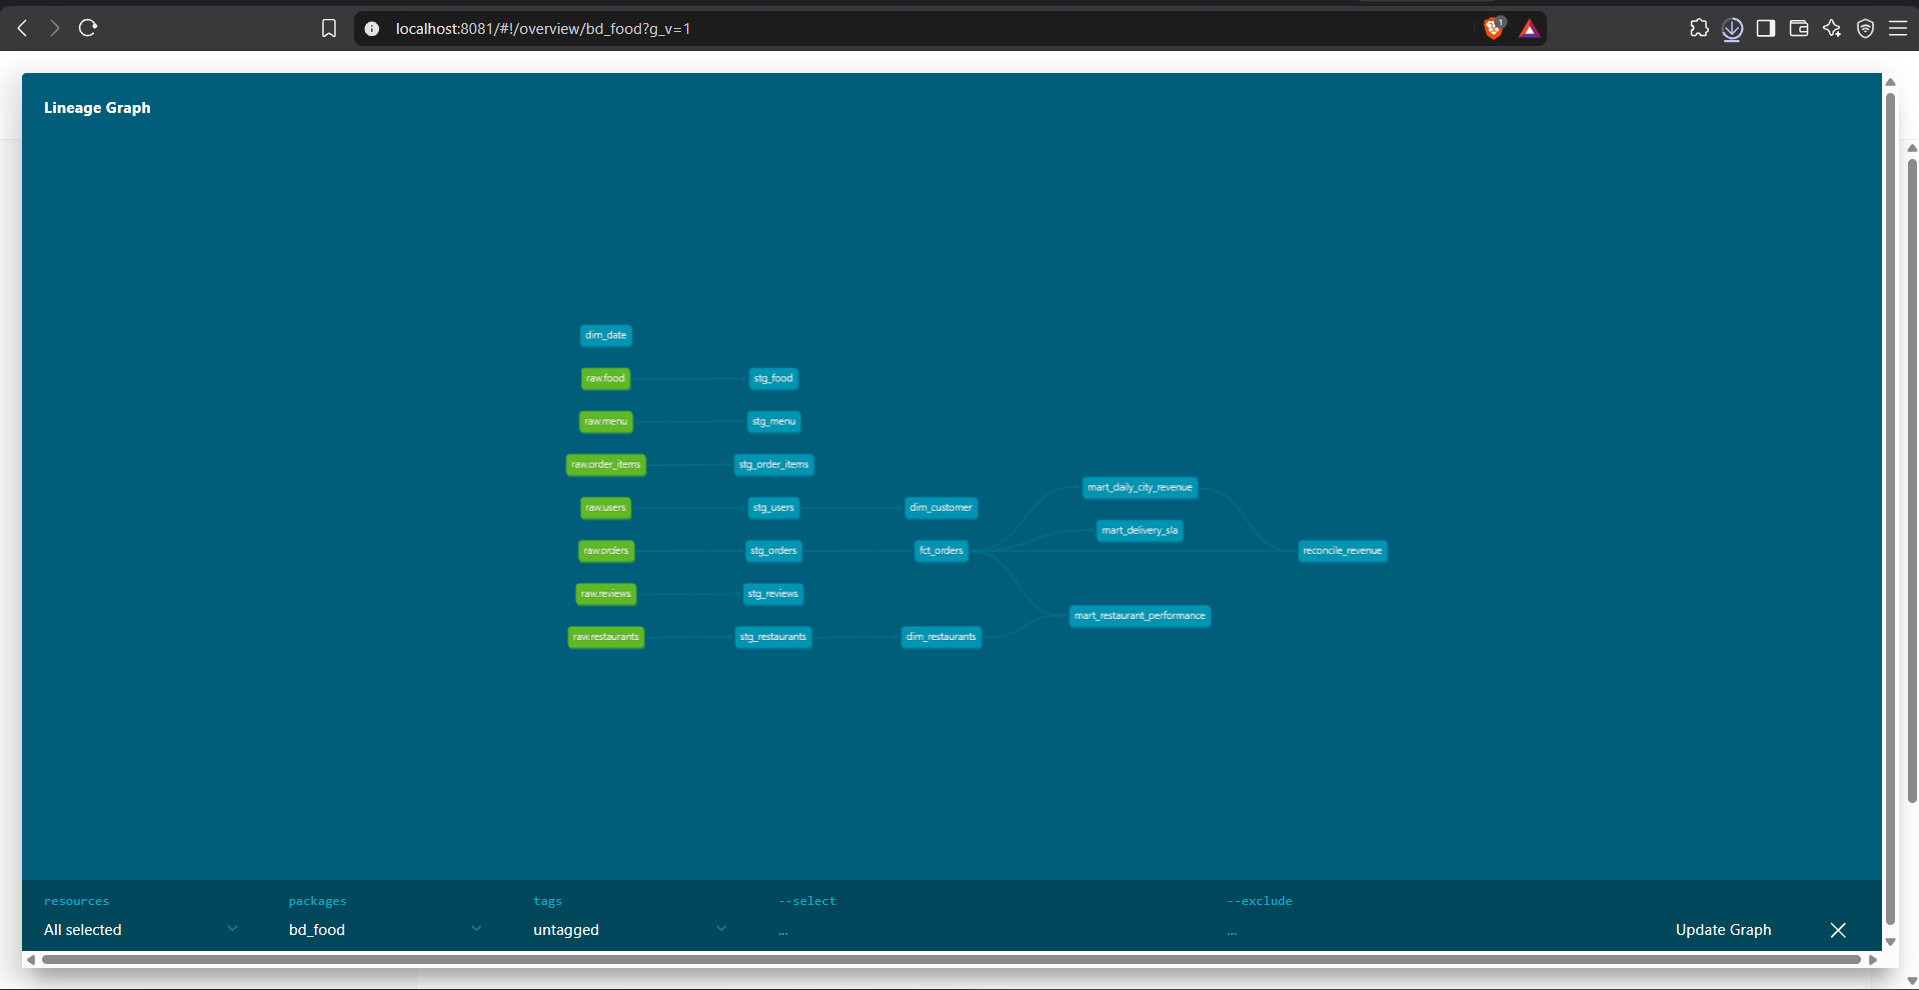 localhost:8081/#!/overview/bd_food?g_v=1
1
Lineage Graph
dim_date
raw.food
stg_food
raw.menu
stg_menu
raw.order_items
stg_order_items
mart_daily_city_revenue
raw.users
stg_users
dim_customer
mart_delivery_sla
raw.orders
stg_orders
fct_orders
reconcile_revenue
raw.reviews
stg_reviews
mart_restaurant_performance
raw.restaurants
stg_restaurants
dim_restaurants
resources
packages
tags
--select
--exclude
All selected
bd_food
untagged
...
...
Update Graph